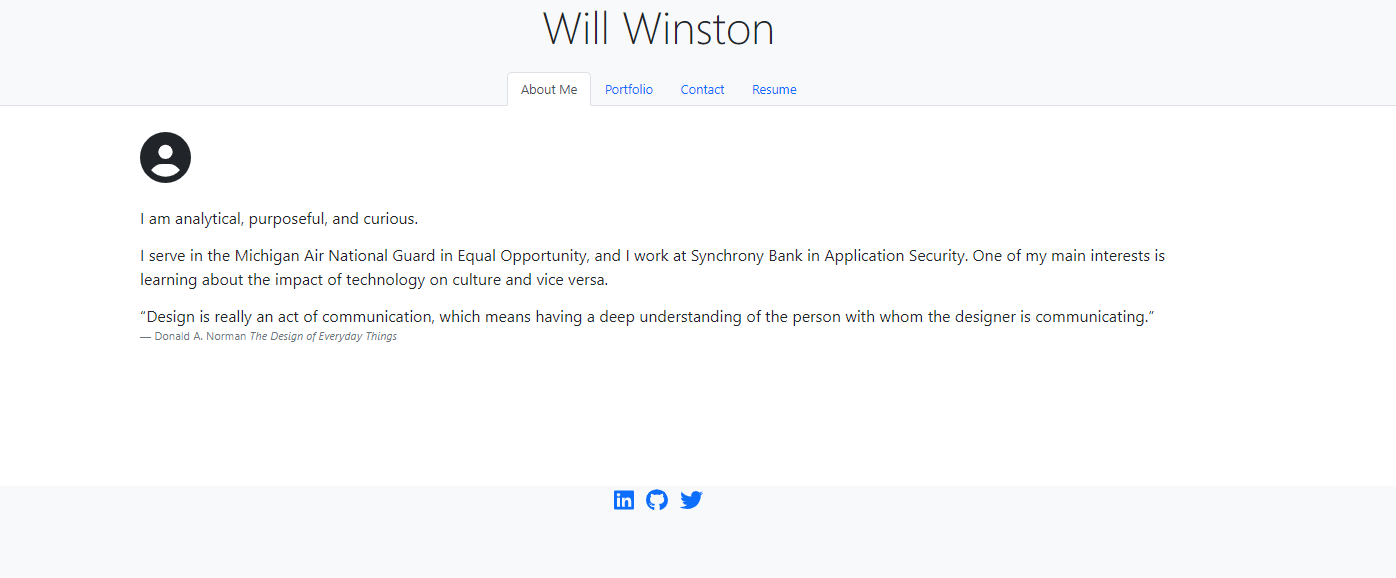 Will Winston
About Me Portfolio Contact Resume
I am analytical, purposeful, and curious.
I serve in the Michigan Air National Guard in Equal Opportunity, and I work at Synchrony Bank in Application Security. One of my main interests is
learning about the impact of technology on culture and vice versa.
“Design is really an act of communication, which means having a deep understanding of the person with whom the designer is communicating.”
— Donald A. Norman The Design of Everyday Things
in